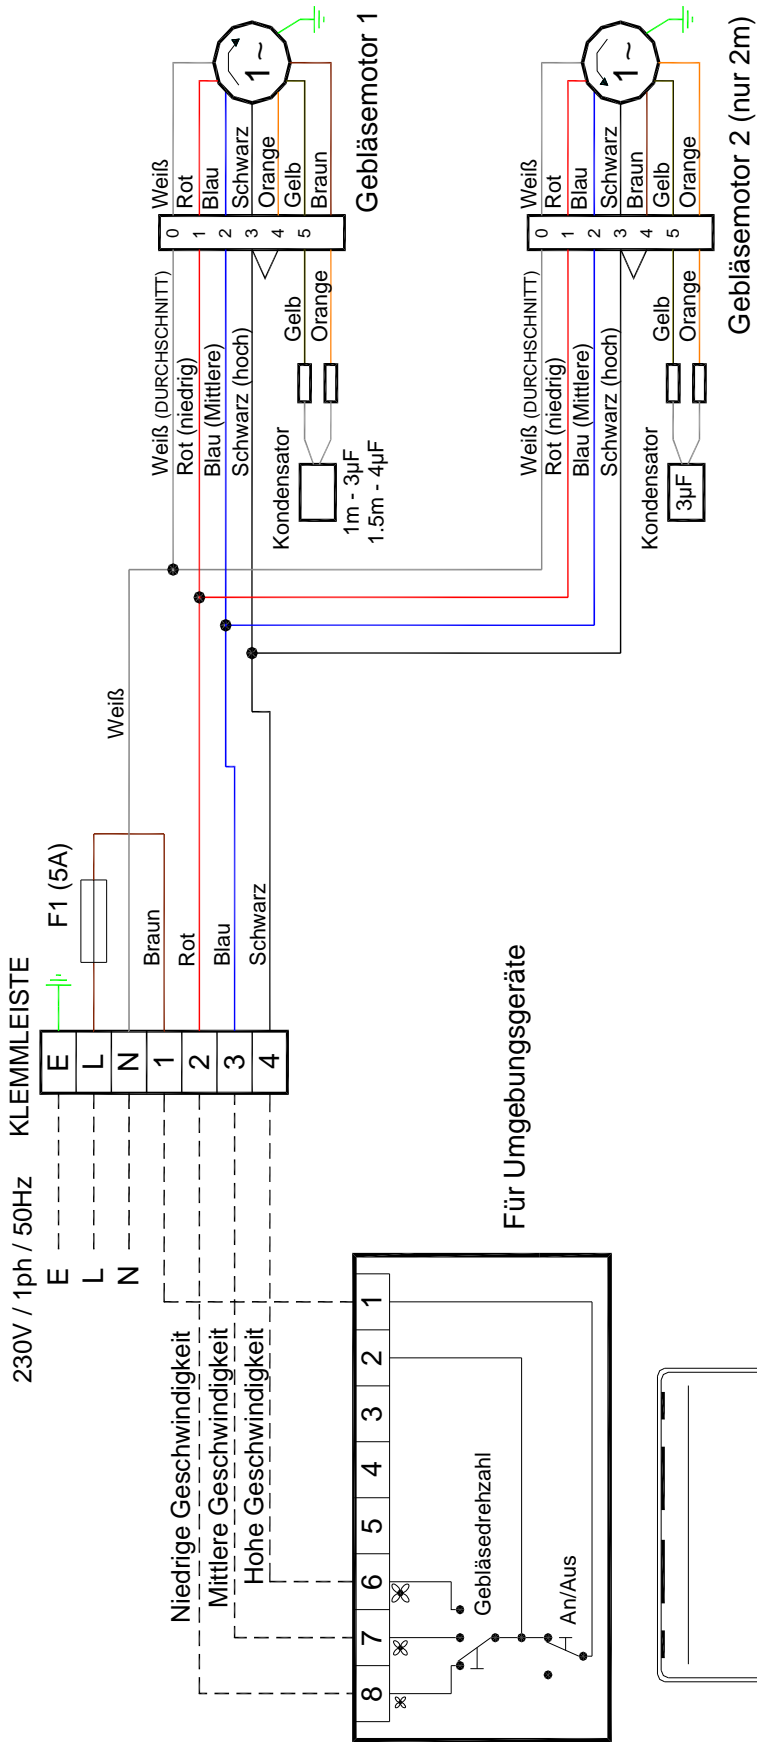 230V / 1ph / 50Hz
KLEMMLEISTE
E
L
N
E
L
N
1
2
3
4
F1 (5A)
Weiß
Braun
Rot
Blau
Schwarz
Weiß (DURCHSCHNITT)
Rot (niedrig)
Blau (Mittlere)
Schwarz (hoch)
Gelb
Orange
Kondensator
1m - 3µF
1.5m - 4µF
0
1
2
3
4
5
Weiß
Rot
Blau
Schwarz
Orange
Gelb
Braun
1~
Gebläsemotor 1
Weiß (DURCHSCHNITT)
Rot (niedrig)
Blau (Mittlere)
Schwarz (hoch)
Gelb
Orange
Kondensator
3µF
0
1
2
3
4
5
Weiß
Rot
Blau
Schwarz
Braun
Gelb
Orange
1~
Gebläsemotor 2 (nur 2m)
Niedrige Geschwindigkeit
Mittlere Geschwindigkeit
Hohe Geschwindigkeit
Für Umgebungsgeräte
8
7
6
5
4
3
2
1
Gebläsedrehzahl
An/Aus